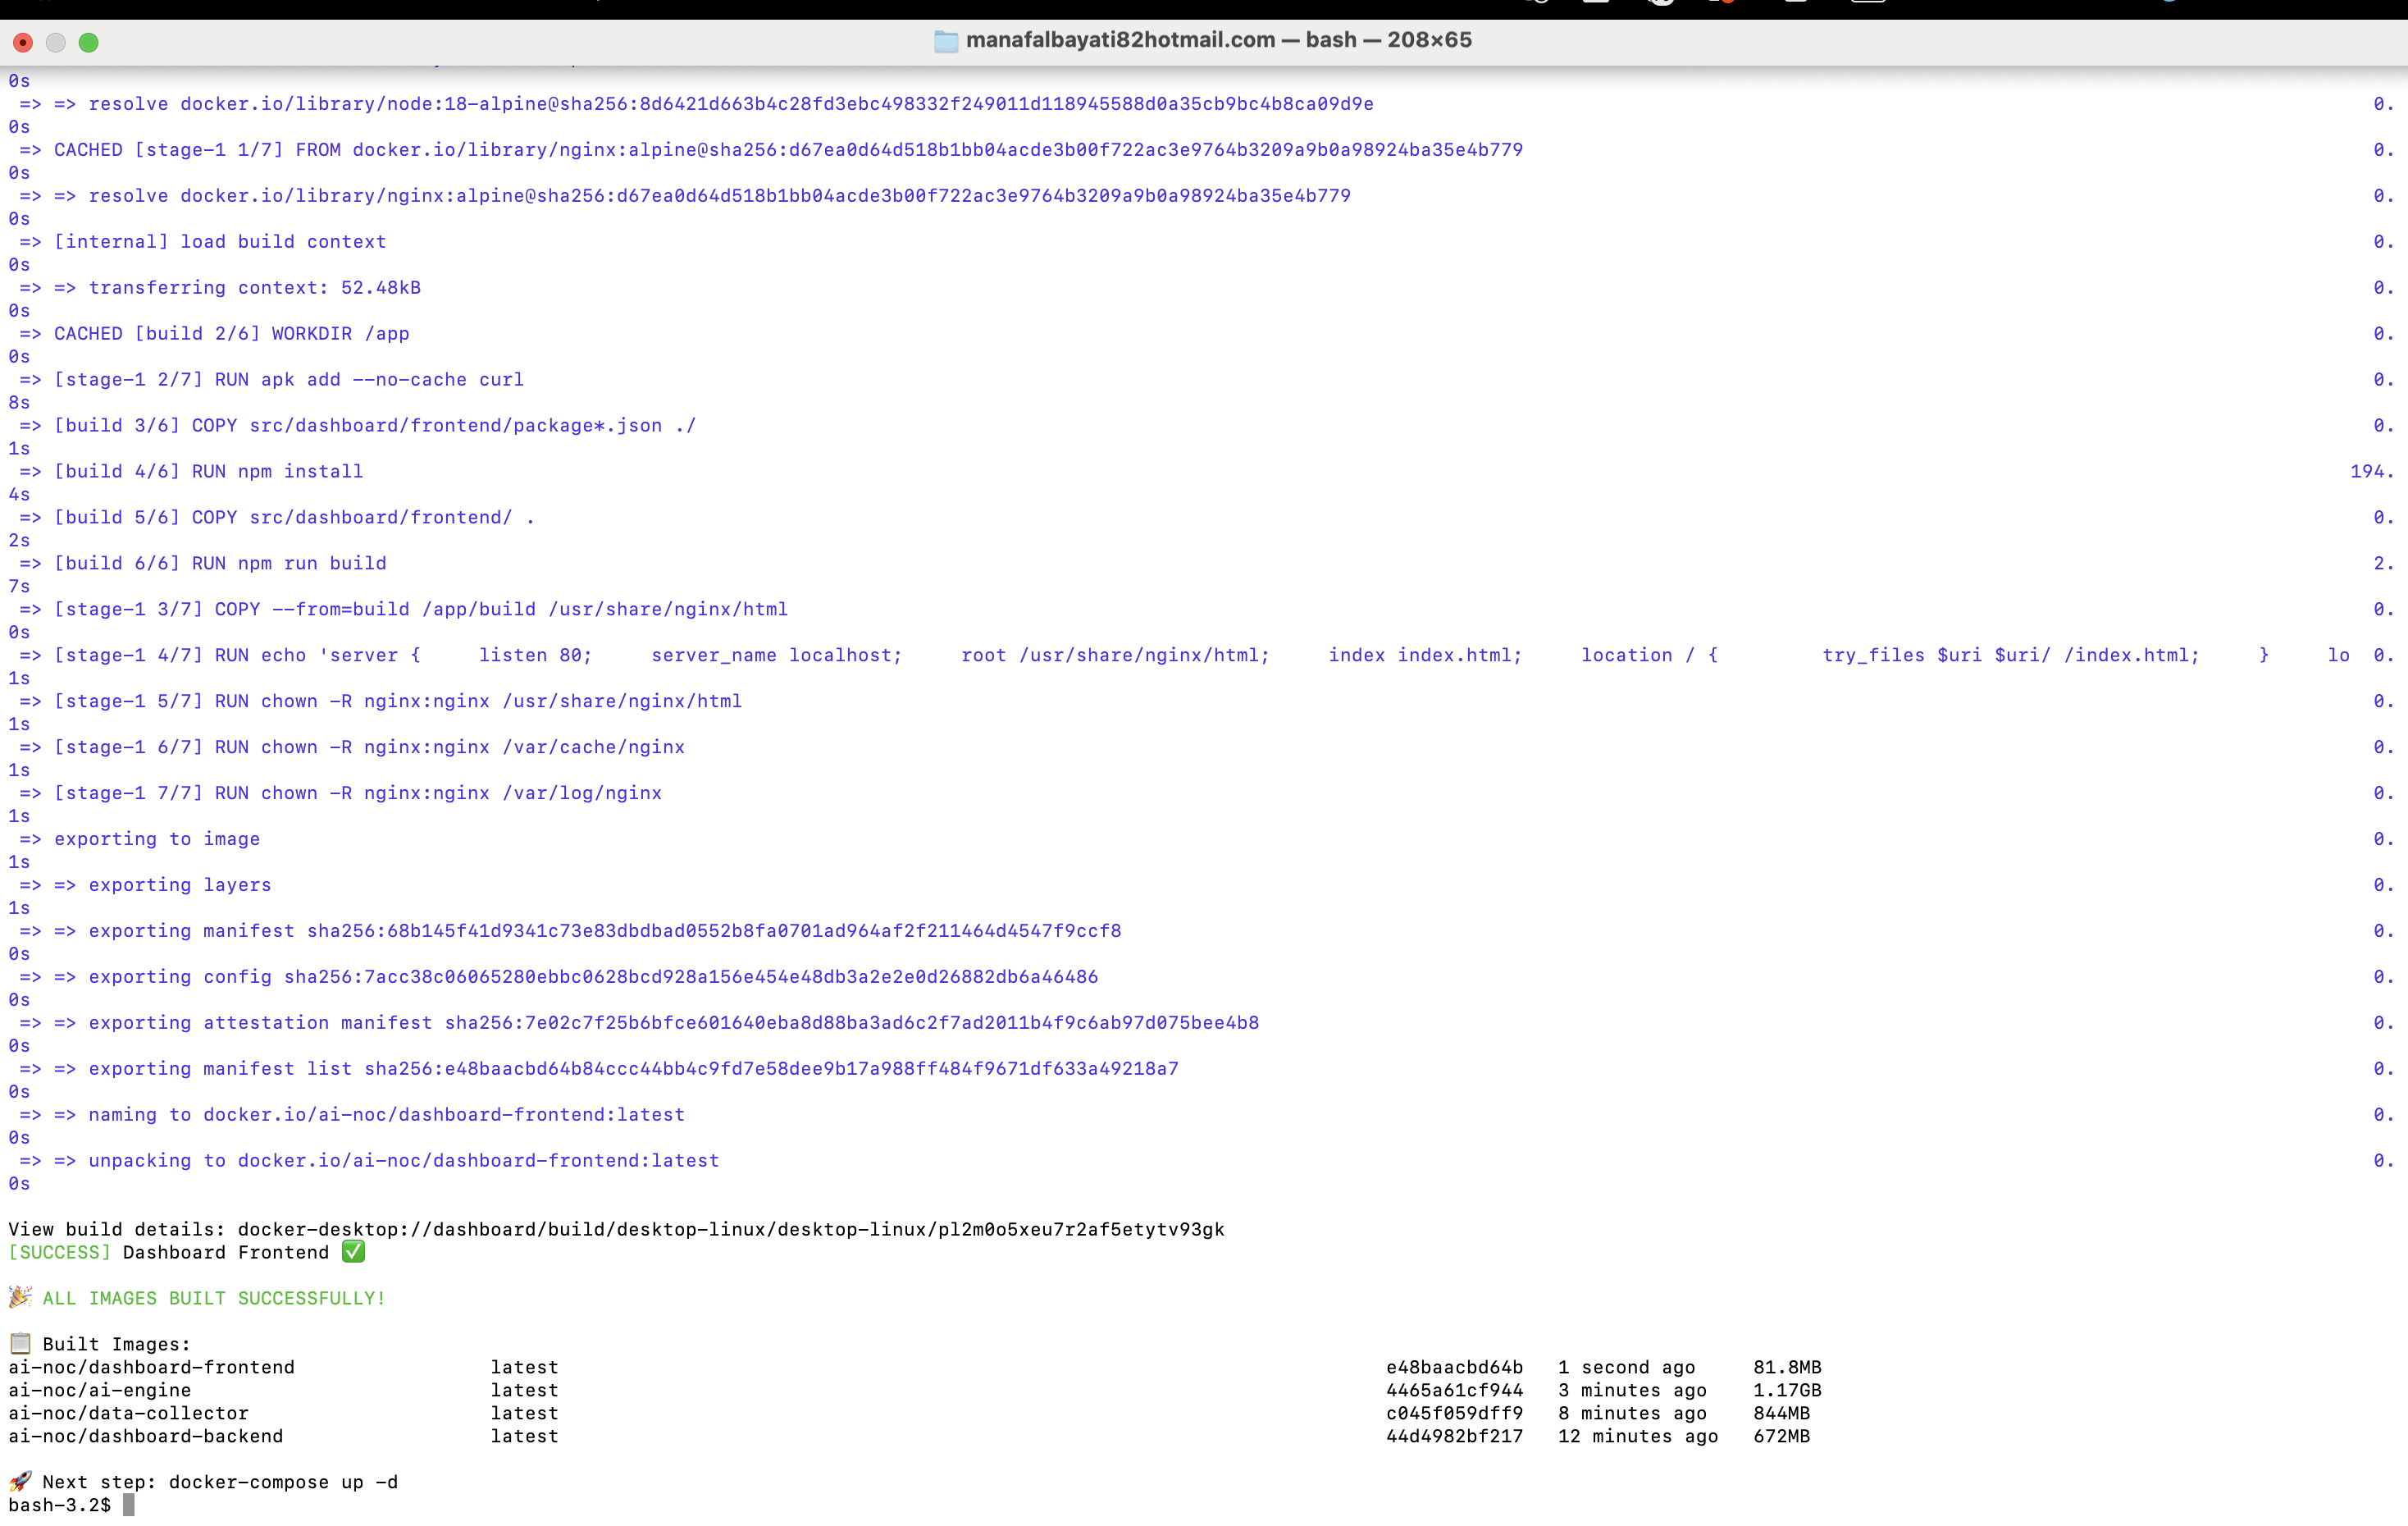 manafalbayati82hotmail.com — bash — 208×65
0s
=> => resolve docker.io/library/node:18-alpine@sha256:8d6421d663b4c28fd3ebc498332f249011d118945588d0a35cb9bc4b8ca09d9e 0.
0s
=> CACHED [stage-1 1/7] FROM docker.io/library/nginx:alpine@sha256:d67ea0d64d518b1bb04acde3b00f722ac3e9764b3209a9b0a98924ba35e4b779 0.
0s
=> => resolve docker.io/library/nginx:alpine@sha256:d67ea0d64d518b1bb04acde3b00f722ac3e9764b3209a9b0a98924ba35e4b779 0.
0s
=> [internal] load build context 0.
0s
=> => transferring context: 52.48kB 0.
0s
=> CACHED [build 2/6] WORKDIR /app 0.
0s
=> [stage-1 2/7] RUN apk add --no-cache curl 0.
8s
=> [build 3/6] COPY src/dashboard/frontend/package*.json ./ 0.
1s
=> [build 4/6] RUN npm install 194.
4s
=> [build 5/6] COPY src/dashboard/frontend/ . 0.
2s
=> [build 6/6] RUN npm run build 2.
7s
=> [stage-1 3/7] COPY --from=build /app/build /usr/share/nginx/html 0.
0s
=> [stage-1 4/7] RUN echo 'server { listen 80; server_name localhost; root /usr/share/nginx/html; index index.html; location / { try_files $uri $uri/ /index.html; } lo 0.
1s
=> [stage-1 5/7] RUN chown -R nginx:nginx /usr/share/nginx/html 0.
1s
=> [stage-1 6/7] RUN chown -R nginx:nginx /var/cache/nginx 0.
1s
=> [stage-1 7/7] RUN chown -R nginx:nginx /var/log/nginx 0.
1s
=> exporting to image 0.
1s
=> => exporting layers 0.
1s
=> => exporting manifest sha256:68b145f41d9341c73e83dbdbad0552b8fa0701ad964af2f211464d4547f9ccf8 0.
0s
=> => exporting config sha256:7acc38c06065280ebbc0628bcd928a156e454e48db3a2e2e0d26882db6a46486 0.
0s
=> => exporting attestation manifest sha256:7e02c7f25b6bfce601640eba8d88ba3ad6c2f7ad2011b4f9c6ab97d075bee4b8 0.
0s
=> => exporting manifest list sha256:e48baacbd64b84ccc44bb4c9fd7e58dee9b17a988ff484f9671df633a49218a7 0.
0s
=> => naming to docker.io/ai-noc/dashboard-frontend:latest 0.
0s
=> => unpacking to docker.io/ai-noc/dashboard-frontend:latest 0.
0s
View build details: docker-desktop://dashboard/build/desktop-linux/desktop-linux/pl2m0o5xeu7r2af5etytv93gk
[SUCCESS] Dashboard Frontend ✅
🎉 ALL IMAGES BUILT SUCCESSFULLY!
📋 Built Images:
ai-noc/dashboard-frontend latest e48baacbd64b 1 second ago 81.8MB
ai-noc/ai-engine latest 4465a61cf944 3 minutes ago 1.17GB
ai-noc/data-collector latest c045f059dff9 8 minutes ago 844MB
ai-noc/dashboard-backend latest 44d4982bf217 12 minutes ago 672MB
🚀 Next step: docker-compose up -d
bash-3.2$